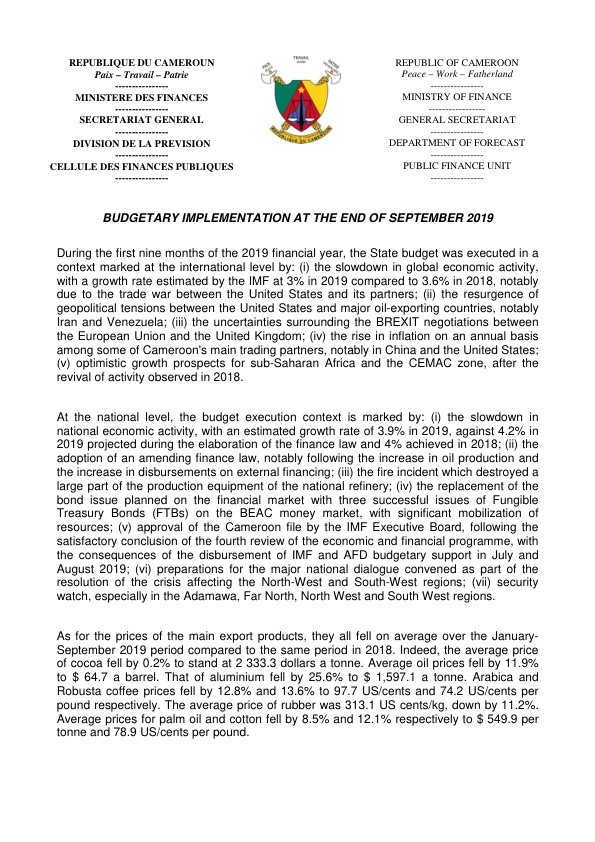 REPUBLIQUE DU CAMEROUN
Paix – Travail – Patrie
----------------
MINISTERE DES FINANCES
----------------
SECRETARIAT GENERAL
----------------
DIVISION DE LA PREVISION
----------------
CELLULE DES FINANCES PUBLIQUES
----------------
PAIX
TRAVAIL
WORK
PATRIE
REPUBLIQUE DU CAMEROUN
REPUBLIC OF CAMEROON
Peace – Work – Fatherland
----------------
MINISTRY OF FINANCE
-----------------
GENERAL SECRETARIAT
----------------
DEPARTMENT OF FORECAST
----------------
PUBLIC FINANCE UNIT
----------------
BUDGETARY IMPLEMENTATION AT THE END OF SEPTEMBER 2019
During the first nine months of the 2019 financial year, the State budget was executed in a
context marked at the international level by: (i) the slowdown in global economic activity,
with a growth rate estimated by the IMF at 3% in 2019 compared to 3.6% in 2018, notably
due to the trade war between the United States and its partners; (ii) the resurgence of
geopolitical tensions between the United States and major oil-exporting countries, notably
Iran and Venezuela; (iii) the uncertainties surrounding the BREXIT negotiations between
the European Union and the United Kingdom; (iv) the rise in inflation on an annual basis
among some of Cameroon's main trading partners, notably in China and the United States;
(v) optimistic growth prospects for sub-Saharan Africa and the CEMAC zone, after the
revival of activity observed in 2018.
At the national level, the budget execution context is marked by: (i) the slowdown in
national economic activity, with an estimated growth rate of 3.9% in 2019, against 4.2% in
2019 projected during the elaboration of the finance law and 4% achieved in 2018; (ii) the
adoption of an amending finance law, notably following the increase in oil production and
the increase in disbursements on external financing; (iii) the fire incident which destroyed a
large part of the production equipment of the national refinery; (iv) the replacement of the
bond issue planned on the financial market with three successful issues of Fungible
Treasury Bonds (FTBs) on the BEAC money market, with significant mobilization of
resources; (v) approval of the Cameroon file by the IMF Executive Board, following the
satisfactory conclusion of the fourth review of the economic and financial programme, with
the consequences of the disbursement of IMF and AFD budgetary support in July and
August 2019; (vi) preparations for the major national dialogue convened as part of the
resolution of the crisis affecting the North-West and South-West regions; (vii) security
watch, especially in the Adamawa, Far North, North West and South West regions.
As for the prices of the main export products, they all fell on average over the January-
September 2019 period compared to the same period in 2018. Indeed, the average price
of cocoa fell by 0.2% to stand at 2 333.3 dollars a tonne. Average oil prices fell by 11.9%
to $ 64.7 a barrel. That of aluminium fell by 25.6% to $ 1,597.1 a tonne. Arabica and
Robusta coffee prices fell by 12.8% and 13.6% to 97.7 US/cents and 74.2 US/cents per
pound respectively. The average price of rubber was 313.1 US cents/kg, down by 11.2%.
Average prices for palm oil and cotton fell by 8.5% and 12.1% respectively to $ 549.9 per
tonne and 78.9 US/cents per pound.